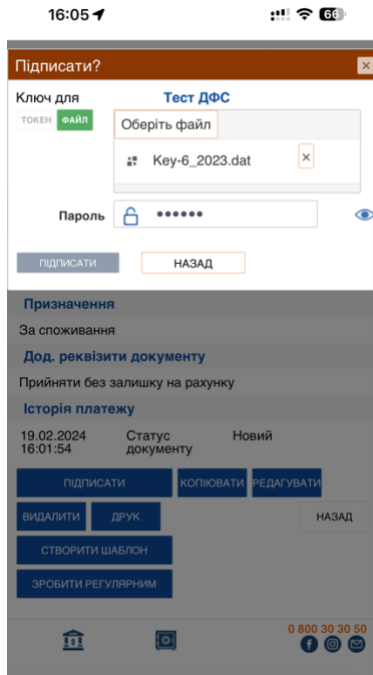 16:05
66
Підписати?
Ключ для Тест ДФС
ТОКЕН ФАЙЛ
Оберіть файл
Key-6_2023.dat
Пароль ••••••
ПІДПИСАТИ НАЗАД
Призначення
За споживання
Дод. реквізити документу
Прийняти без залишку на рахунку
Історія платежу
19.02.2024 Статус Новий
16:01:54 документу
ПІДПИСАТИ КОПІЮВАТИ РЕДАГУВАТИ
ВИДАЛИТИ ДРУК НАЗАД
СТВОРИТИ ШАБЛОН
ЗРОБИТИ РЕГУЛЯРНИМ
0 800 30 30 50